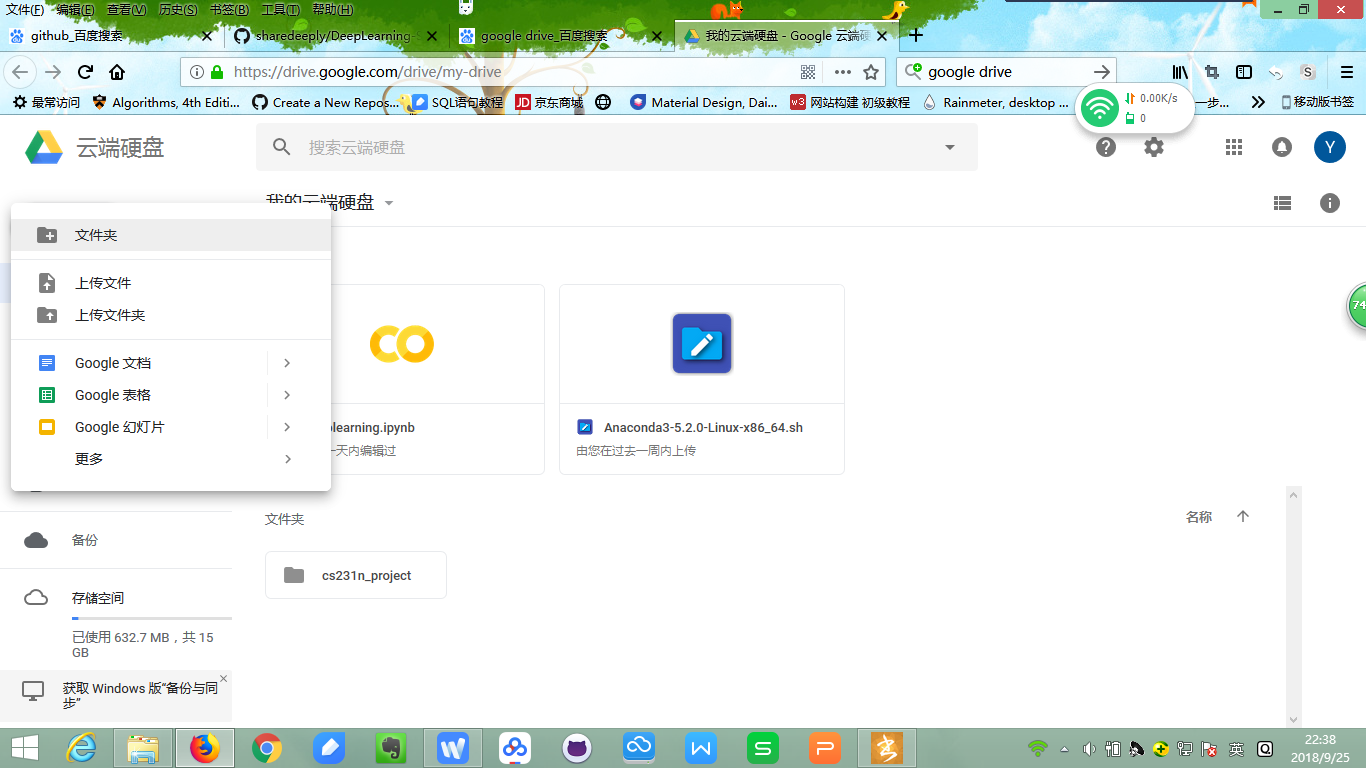 文件(F) 编辑(E) 查看(V) 历史(S) 书签(B) 工具(T) 帮助(H)
github_百度搜索
sharedeeply/DeepLearning-
google drive_百度搜索
我的云端硬盘 - Google 云端硬
https://drive.google.com/drive/my-drive
google drive
最常访问
Algorithms, 4th Editi...
Create a New Repos...
SQL语句教程
JD 京东商城
Material Design, Dai...
w3 网站构建 初级教程
Rainmeter, desktop ...
一步...
移动版书签
0.00K/s
0
云端硬盘
搜索云端硬盘
Y
我的云端硬盘
文件夹
上传文件
上传文件夹
Google 文档
Google 表格
Google 幻灯片
更多
74
learning.ipynb
一天内编辑过
Anaconda3-5.2.0-Linux-x86_64.sh
由您在过去一周内上传
文件夹
名称
cs231n_project
备份
存储空间
已使用 632.7 MB，共 15
GB
获取 Windows 版“备份与同
步”
英
22:38
2018/9/25